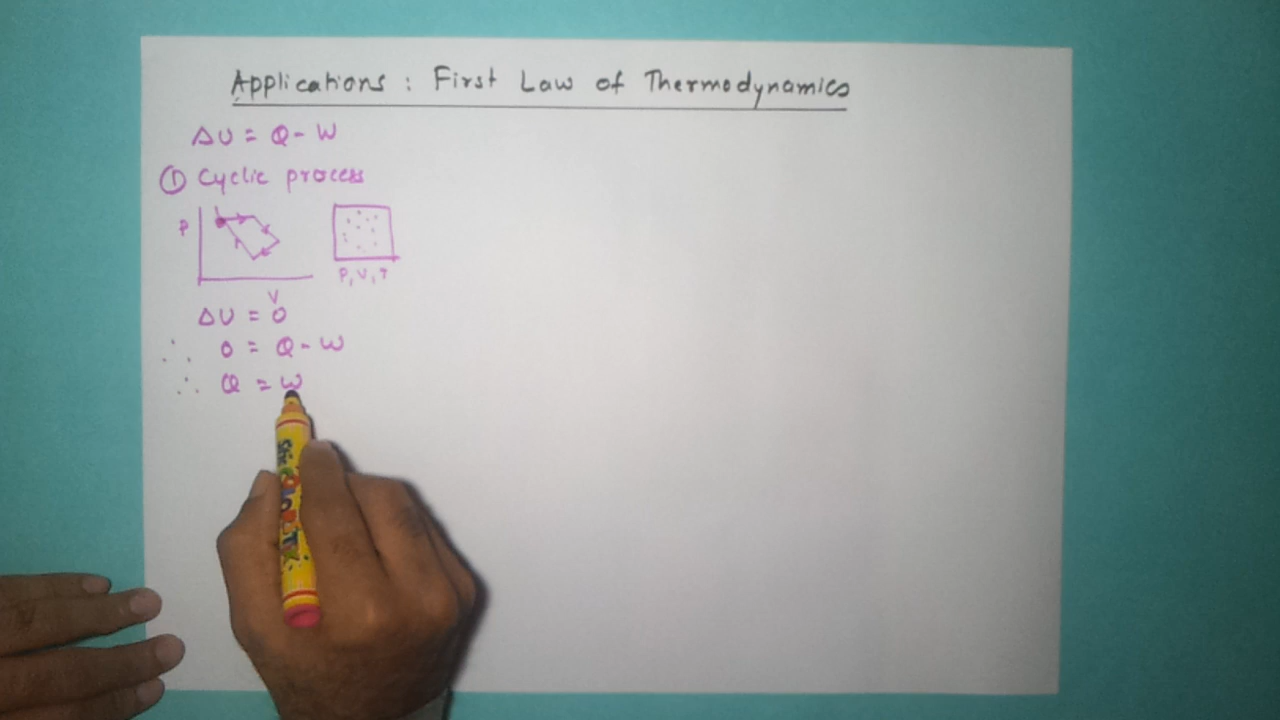 Applications : First Law of Thermodynamics
ΔU = Q - W
① Cyclic process
P
P, V, T
V
ΔU = 0
∴ 0 = Q - W
∴ Q = W